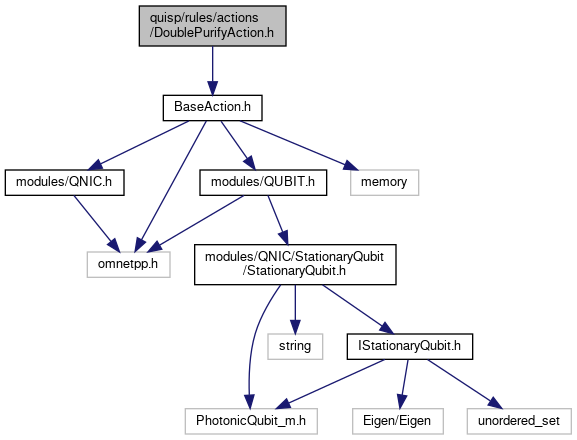 quisp/rules/actions
/DoublePurifyAction.h
BaseAction.h
modules/QNIC.h
modules/QUBIT.h
memory
omnetpp.h
modules/QNIC/StationaryQubit
/StationaryQubit.h
string
IStationaryQubit.h
PhotonicQubit_m.h
Eigen/Eigen
unordered_set